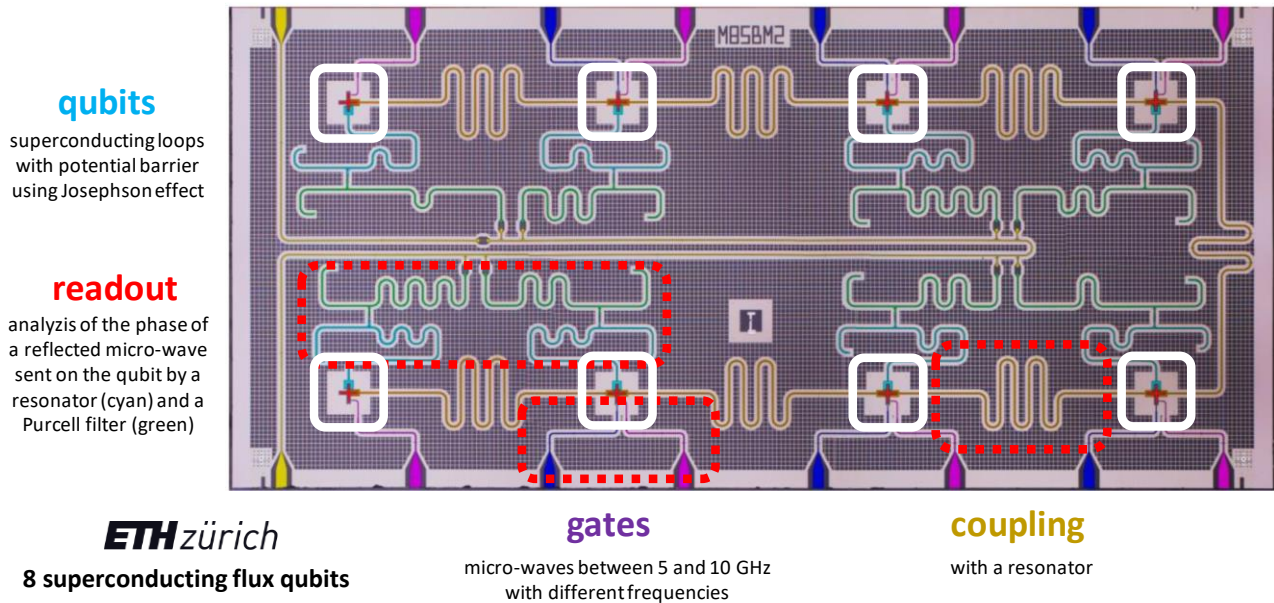 M85BM2
qubits
superconducting loops
with potential barrier
using Josephson effect
readout
analyzis of the phase of
a reflected micro-wave
sent on the qubit by a
resonator (cyan) and a
Purcell filter (green)
ETH zürich
8 superconducting flux qubits
gates
micro-waves between 5 and 10 GHz
with different frequencies
coupling
with a resonator